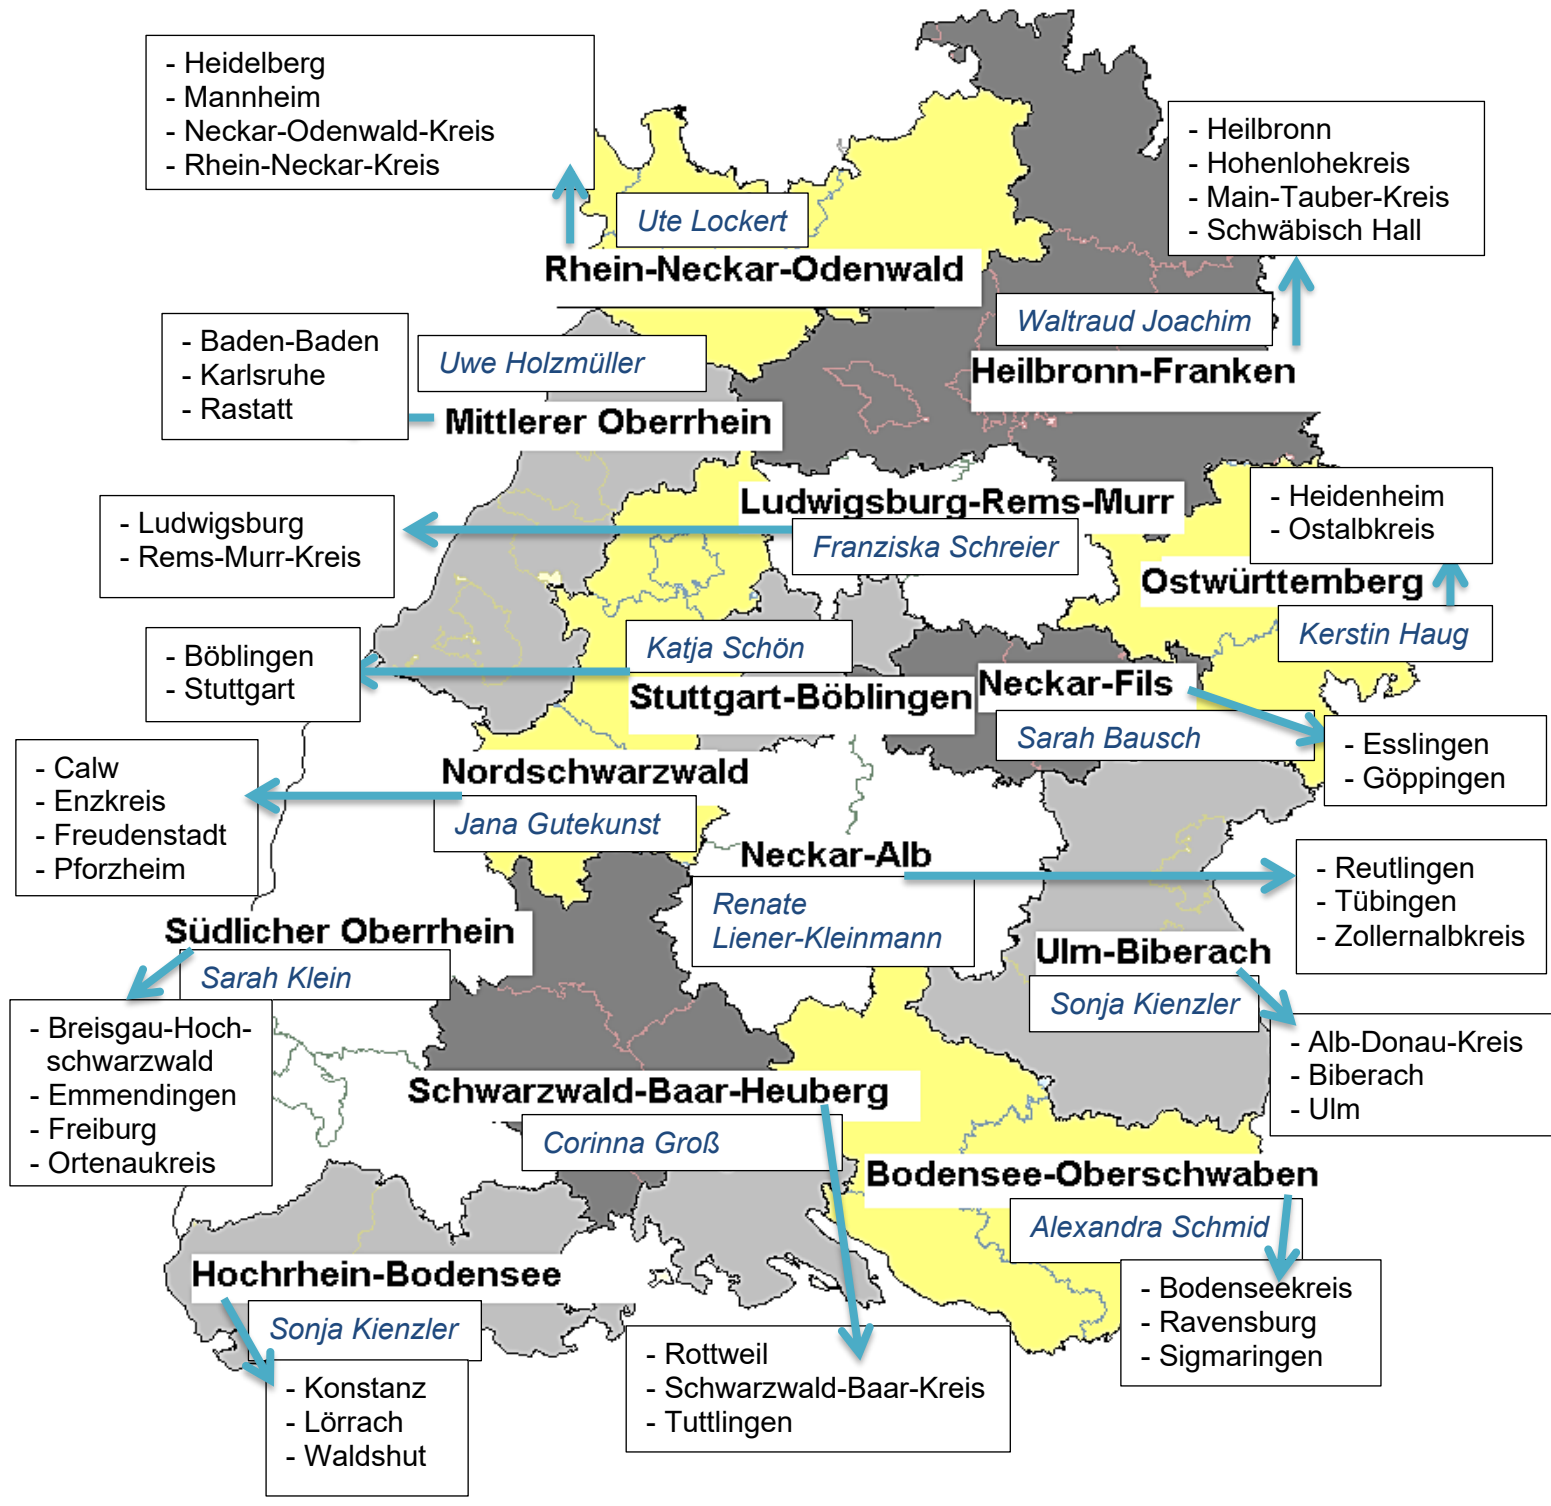 - Heidelberg
- Mannheim
- Neckar-Odenwald-Kreis
- Rhein-Neckar-Kreis
Ute Lockert
Rhein-Neckar-Odenwald
- Heilbronn
- Hohenlohekreis
- Main-Tauber-Kreis
- Schwäbisch Hall
Waltraud Joachim
Heilbronn-Franken
- Baden-Baden
- Karlsruhe
- Rastatt
Uwe Holzmüller
Mittlerer Oberrhein
- Ludwigsburg
- Rems-Murr-Kreis
Ludwigsburg-Rems-Murr
Franziska Schreier
- Heidenheim
- Ostalbkreis
Ostwürttemberg
Kerstin Haug
- Böblingen
- Stuttgart
Katja Schön
Stuttgart-Böblingen
Neckar-Fils
Sarah Bausch
- Esslingen
- Göppingen
- Calw
- Enzkreis
- Freudenstadt
- Pforzheim
Nordschwarzwald
Jana Gutekunst
Neckar-Alb
Renate
Liener-Kleinmann
- Reutlingen
- Tübingen
- Zollernalbkreis
Südlicher Oberrhein
Sarah Klein
- Breisgau-Hoch-
schwarzwald
- Emmendingen
- Freiburg
- Ortenaukreis
Ulm-Biberach
Sonja Kienzler
- Alb-Donau-Kreis
- Biberach
- Ulm
Schwarzwald-Baar-Heuberg
Corinna Groß
- Rottweil
- Schwarzwald-Baar-Kreis
- Tuttlingen
Bodensee-Oberschwaben
Alexandra Schmid
- Bodenseekreis
- Ravensburg
- Sigmaringen
Hochrhein-Bodensee
Sonja Kienzler
- Konstanz
- Lörrach
- Waldshut